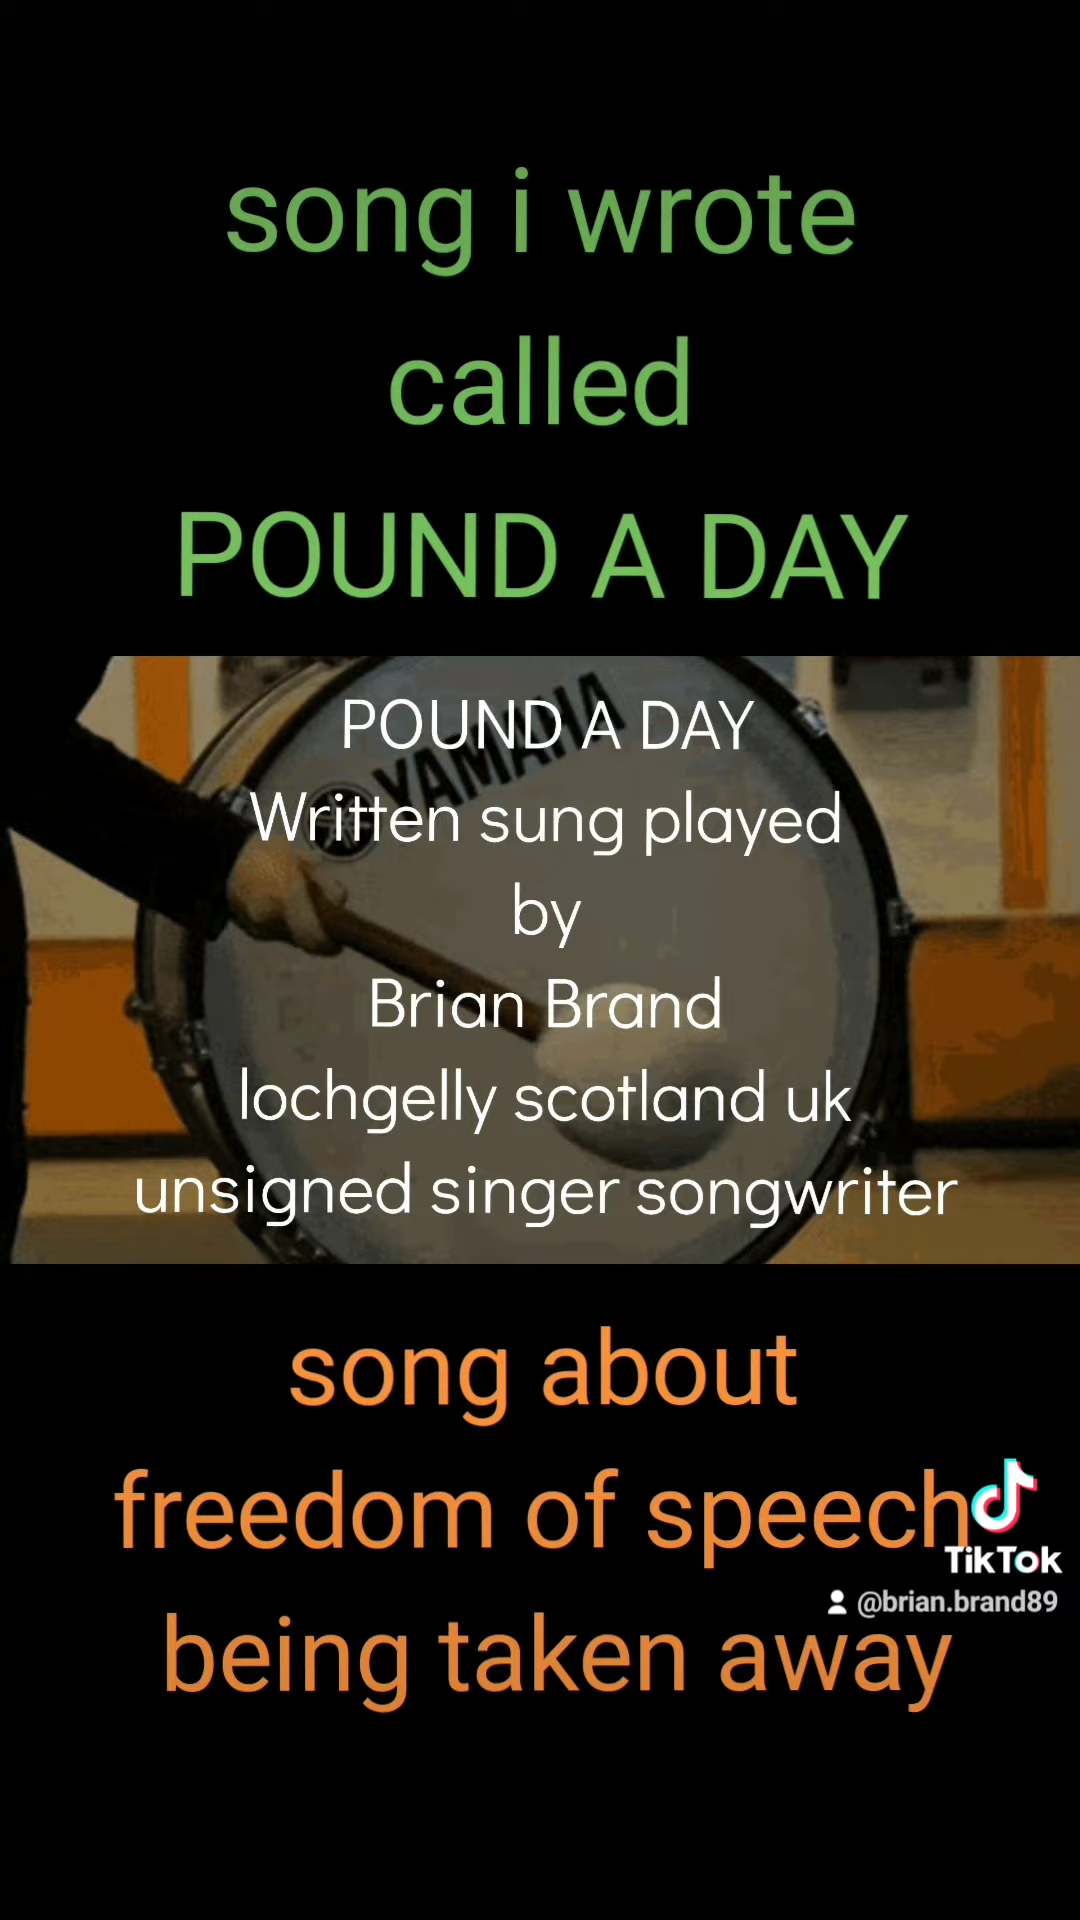 song i wrote
called
POUND A DAY
YAMAHA
POUND A DAY
Written sung played
by
Brian Brand
lochgelly scotland uk
unsigned singer songwriter
song about
freedom of speech
being taken away
TikTok
@brian.brand89